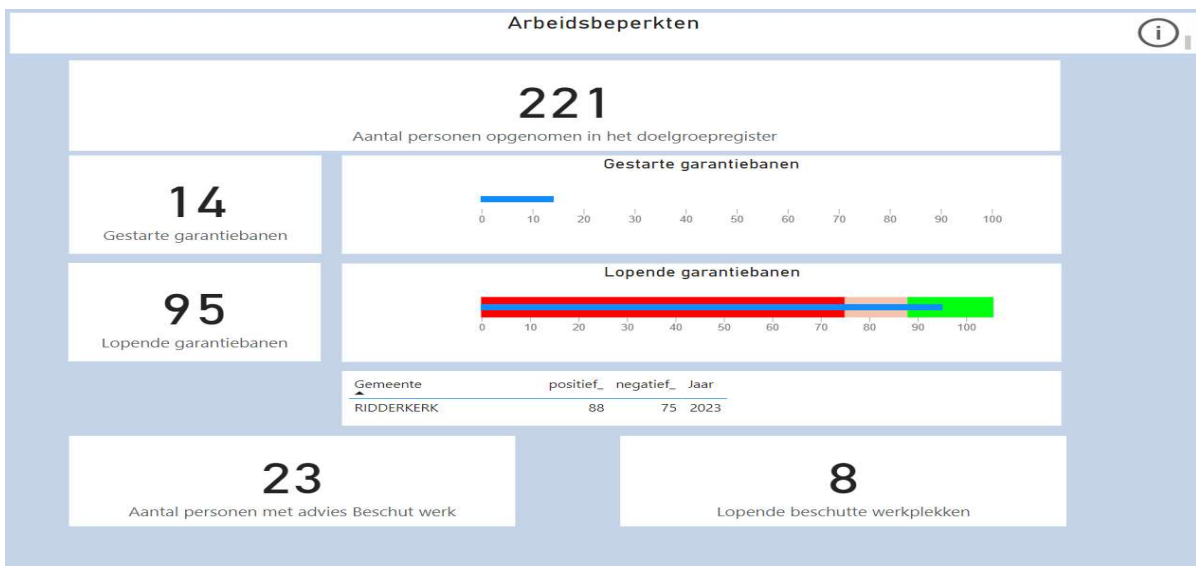 Arbeidsbeperkten
i
221
Aantal personen opgenomen in het doelgroepregister
14
Gestarte garantiebanen
Gestarte garantiebanen
0 10 20 30 40 50 60 70 80 90 100
95
Lopende garantiebanen
Lopende garantiebanen
0 10 20 30 40 50 60 70 80 90 100
Gemeente positief_ negatief_ Jaar
RIDDERKERK 88 75 2023
23
Aantal personen met advies Beschut werk
8
Lopende beschutte werkplekken